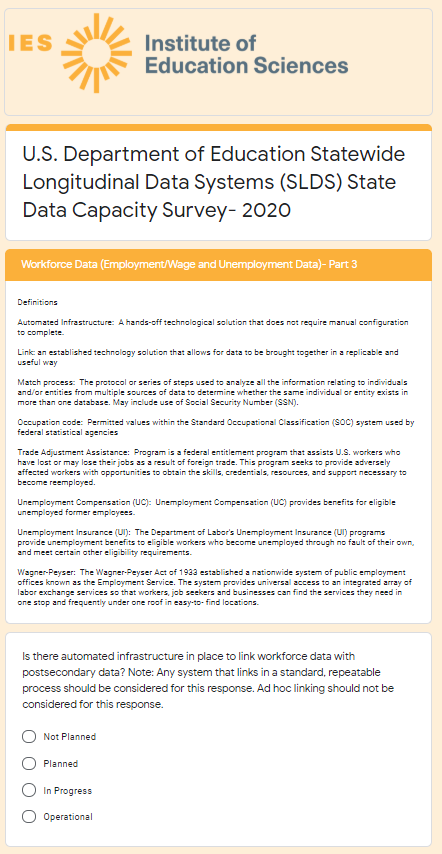 IES
Institute of
Education Sciences
U.S. Department of Education Statewide
Longitudinal Data Systems (SLDS) State
Data Capacity Survey- 2020
Workforce Data (Employment/Wage and Unemployment Data)- Part 3
Definitions
Automated Infrastructure:  A hands-off technological solution that does not require manual configuration
to complete.
Link: an established technology solution that allows for data to be brought together in a replicable and
useful way
Match process:  The protocol or series of steps used to analyze all the information relating to individuals
and/or entities from multiple sources of data to determine whether the same individual or entity exists in
more than one database. May include use of Social Security Number (SSN).
Occupation code:  Permitted values within the Standard Occupational Classification (SOC) system used by
federal statistical agencies
Trade Adjustment Assistance:  Program is a federal entitlement program that assists U.S. workers who
have lost or may lose their jobs as a result of foreign trade. This program seeks to provide adversely
affected workers with opportunities to obtain the skills, credentials, resources, and support necessary to
become reemployed.
Unemployment Compensation (UC):  Unemployment Compensation (UC) provides benefits for eligible
unemployed former employees.
Unemployment Insurance (UI):  The Department of Labor's Unemployment Insurance (UI) programs
provide unemployment benefits to eligible workers who become unemployed through no fault of their own,
and meet certain other eligibility requirements.
Wagner-Peyser:  The Wagner-Peyser Act of 1933 established a nationwide system of public employment
offices known as the Employment Service. The system provides universal access to an integrated array of
labor exchange services so that workers, job seekers and businesses can find the services they need in
one stop and frequently under one roof in easy-to- find locations.
Is there automated infrastructure in place to link workforce data with
postsecondary data? Note: Any system that links in a standard, repeatable
process should be considered for this response. Ad hoc linking should not be
considered for this response.
Not Planned
Planned
In Progress
Operational